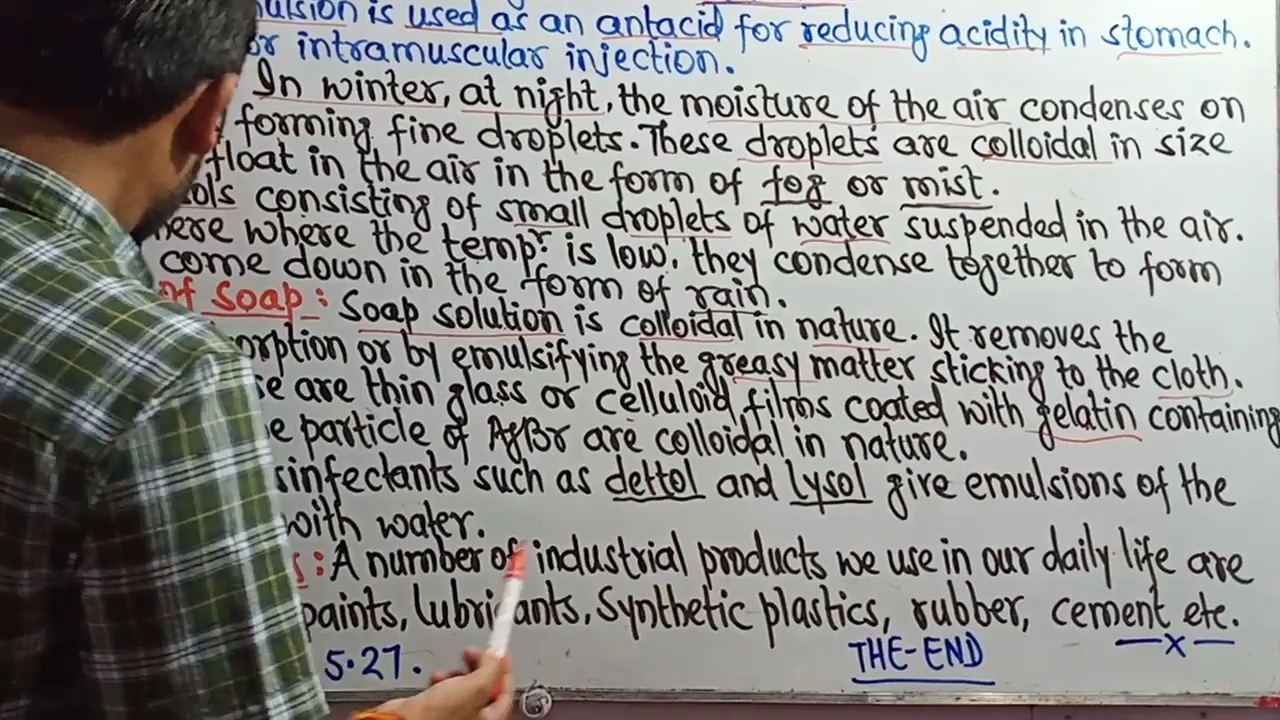 is used as an antacid for reducing acidity in stomach.
intramuscular injection.
In winter, at night, the moisture of the air condenses on
forming fine droplets. These droplets are colloidal in size
float in the air in the form of fog or mist.
consisting of small droplets of water suspended in the air.
where the tempr is low, they condense together to form
come down in the form of rain.
of soap: Soap solution is colloidal in nature. It removes the
or by emulsifying the greasy matter sticking to the cloth.
are thin glass or celluloid films coated with gelatin containing
particle of AgBr are colloidal in nature.
such as dettol and Lysol give emulsions of the
with water.
A number of industrial products we use in our daily life are
paints, lubricants, synthetic plastics, rubber, cement etc.
5.27.
THE-END
—x—